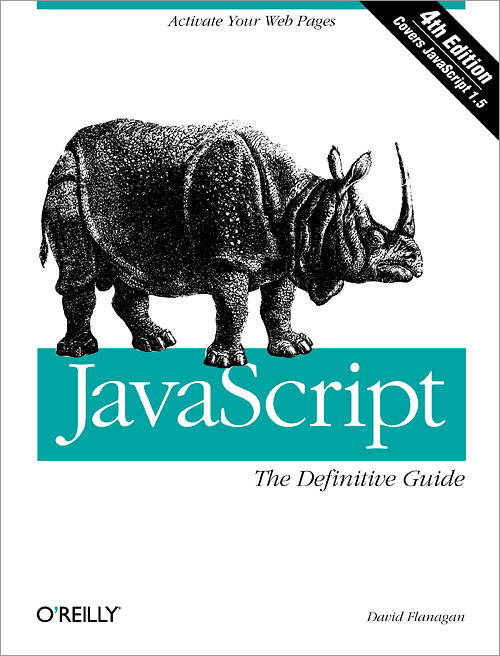 Activate Your Web Pages
4th Edition
Covers JavaScript 1.5
JavaScript
The Definitive Guide
O'REILLY®
David Flanagan